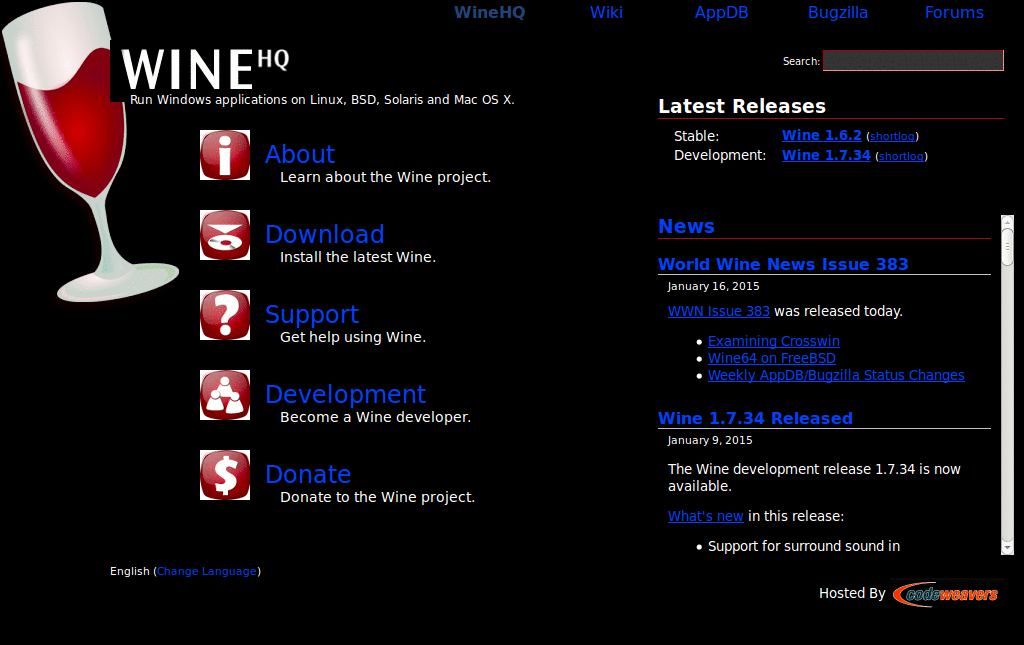 WineHQ Wiki AppDB Bugzilla Forums
WINEHQ
Run Windows applications on Linux, BSD, Solaris and Mac OS X.
About
Learn about the Wine project.
Download
Install the latest Wine.
Support
Get help using Wine.
Development
Become a Wine developer.
Donate
Donate to the Wine project.
English (Change Language)
Search:
Latest Releases
Stable: Wine 1.6.2 (shortlog)
Development: Wine 1.7.34 (shortlog)
News
World Wine News Issue 383
January 16, 2015
WWN Issue 383 was released today.
• Examining Crosswin
• Wine64 on FreeBSD
• Weekly AppDB/Bugzilla Status Changes
Wine 1.7.34 Released
January 9, 2015
The Wine development release 1.7.34 is now
available.
What's new in this release:
• Support for surround sound in
Hosted By codeweavers